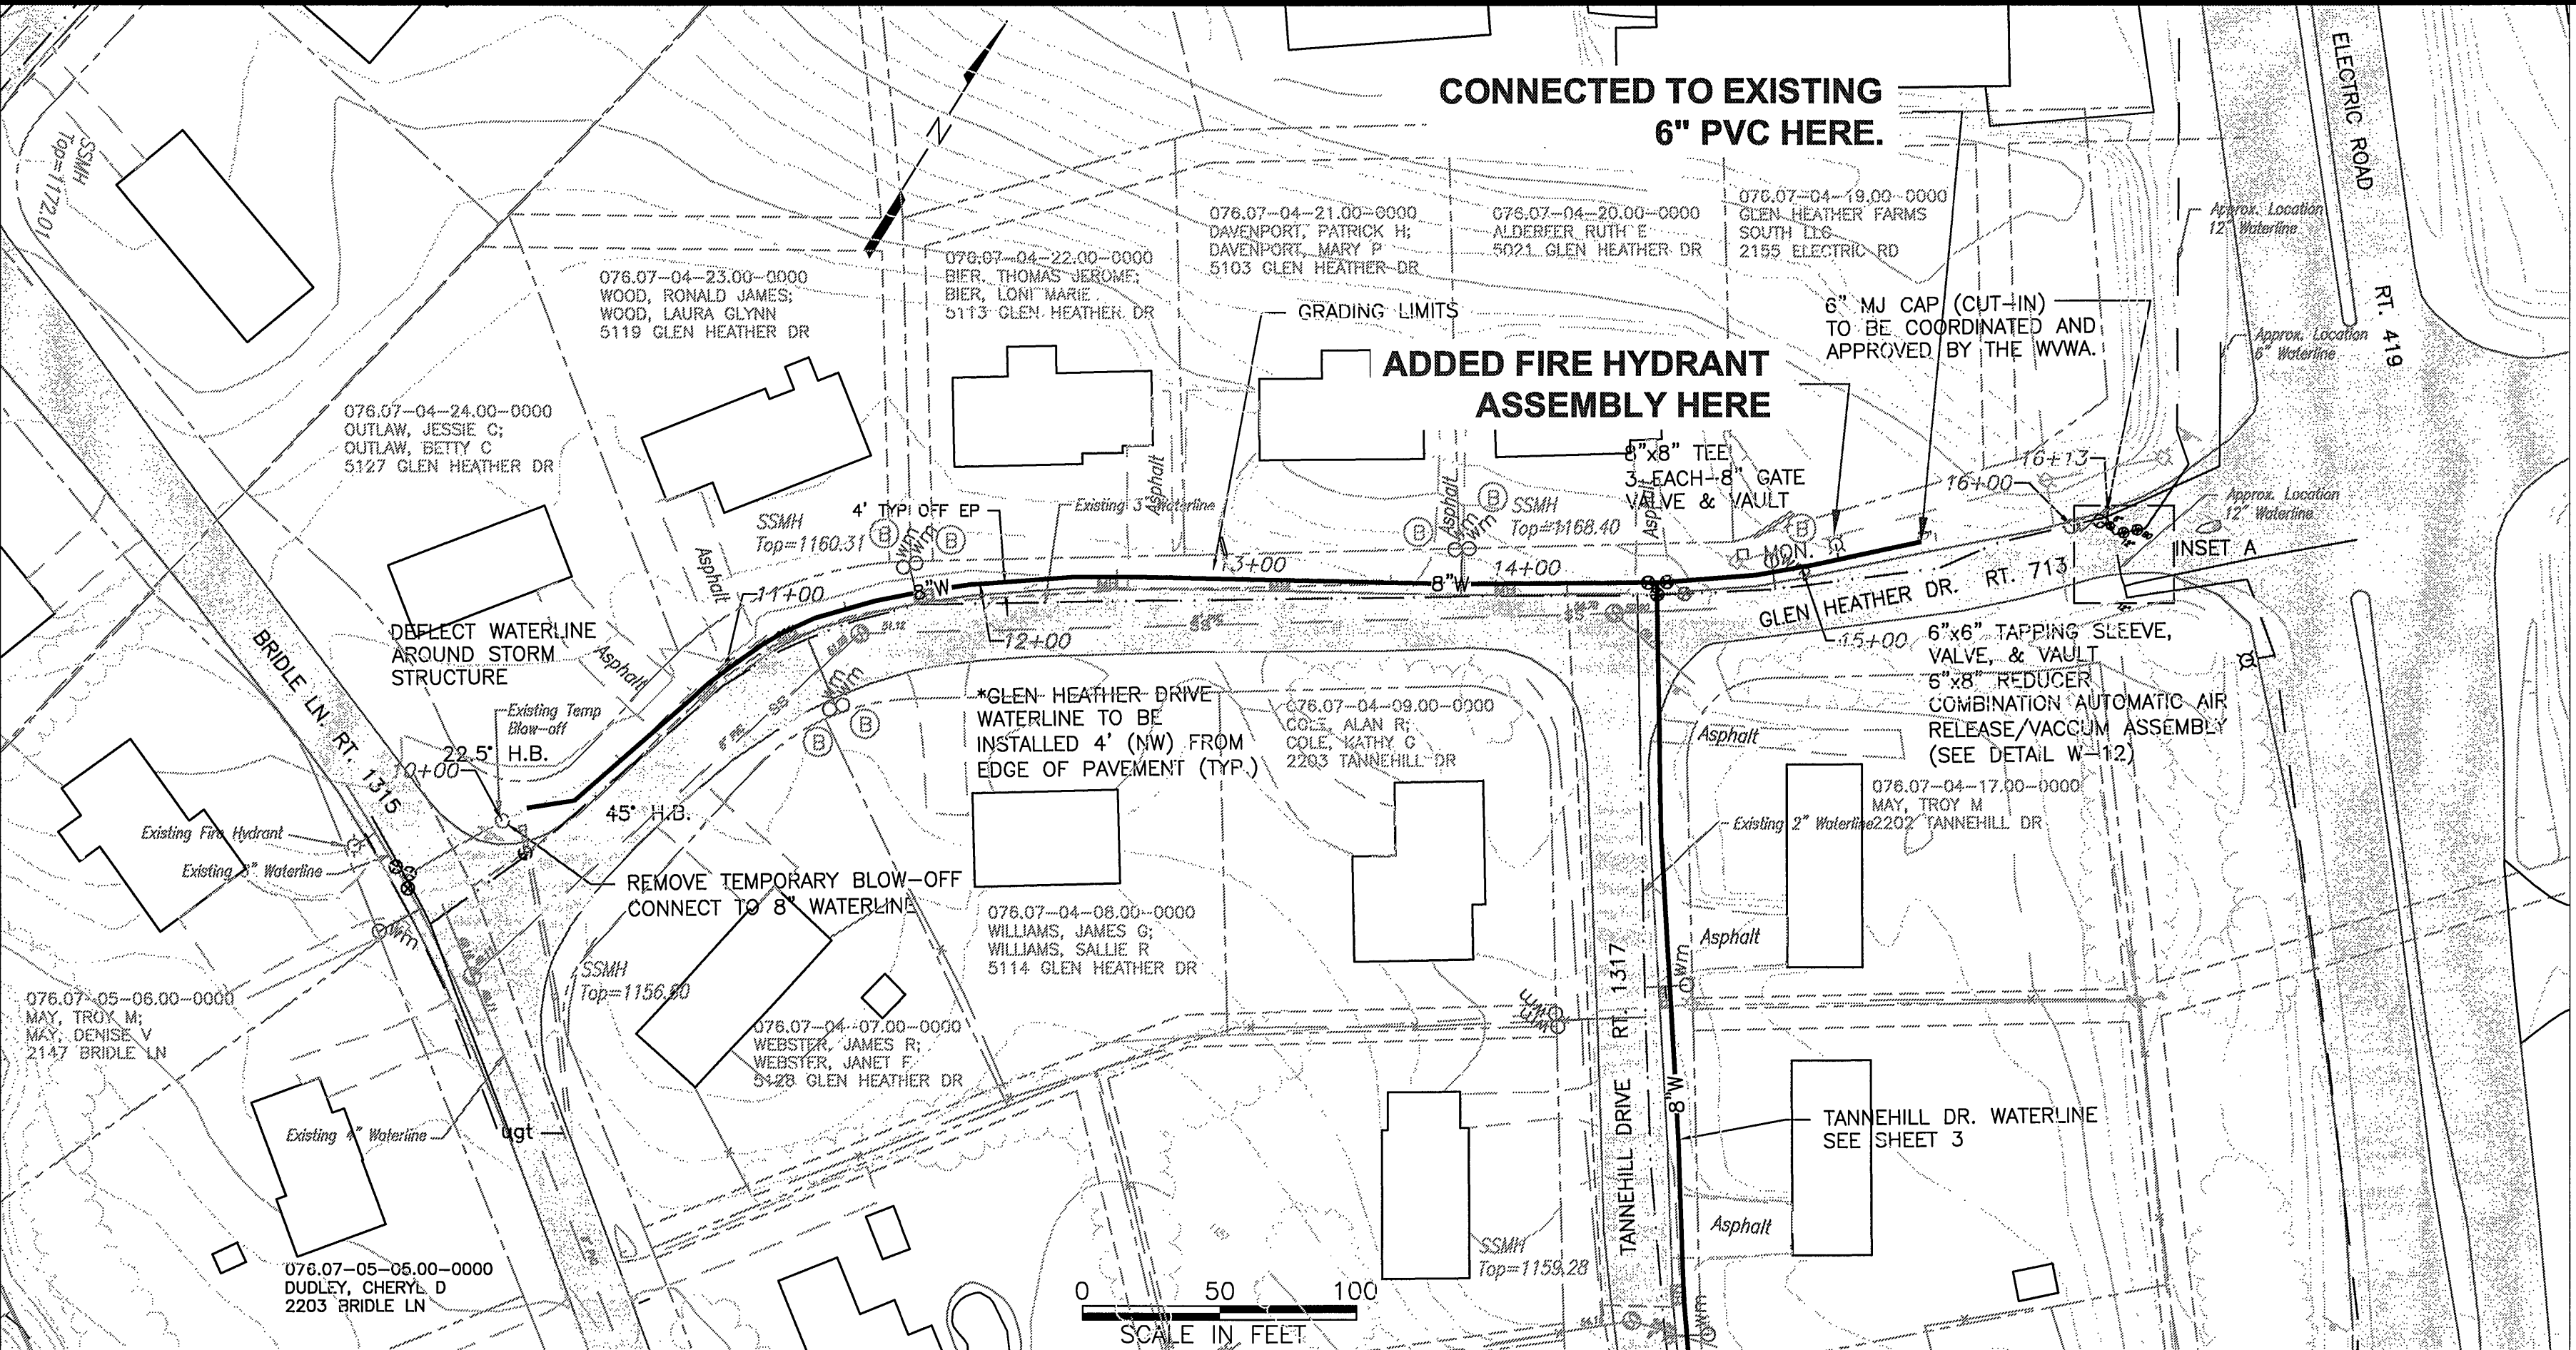 CONNECTED TO EXISTING
6" PVC HERE.
ELECTRIC ROAD
RT. 419
N
SSMH
Top=1172.01
076.07-04-21.00-0000
DAVENPORT, PATRICK H;
DAVENPORT, MARY P
5103 GLEN HEATHER DR
076.07-04-20.00-0000
ALDERFER RUTH E
5021 GLEN HEATHER DR
076.07-04-19.00-0000
GLEN HEATHER FARMS
SOUTH LLC
2155 ELECTRIC RD
Approx. Location
12" Waterline
076.07-04-23.00-0000
WOOD, RONALD JAMES;
WOOD, LAURA GLYNN
5119 GLEN HEATHER DR
076.07-04-22.00-0000
BIER, THOMAS JEROME;
BIER, LONI MARIE
5113 GLEN HEATHER DR
GRADING LIMITS
6" MJ CAP (CUT-IN)
TO BE COORDINATED AND
APPROVED BY THE WVWA.
Approx. Location
6" Waterline
ADDED FIRE HYDRANT
ASSEMBLY HERE
076.07-04-24.00-0000
OUTLAW, JESSIE C;
OUTLAW, BETTY C
5127 GLEN HEATHER DR
8"x8" TEE
3-EACH-8" GATE
VALVE & VAULT
16+13
16+00
4' TYP. OFF EP
Existing 3" Waterline
Asphalt
SSMH
Top=1160.31
B
B
wm
wm
B
B
Asphalt
wm
wm
SSMH
Top=1168.40
Asphalt
B
MON.
Approx. Location
12" Waterline
INSET A
Asphalt
11+00
8"W
12+00
13+00
8"W
14+00
GLEN HEATHER DR. RT. 713
15+00
DEFLECT WATERLINE
AROUND STORM
STRUCTURE
Asphalt
BRIDLE LN. RT. 1315
Existing Temp
Blow-off
22.5° H.B.
10+00
45° H.B.
SS
wm
wm
B
B
*GLEN HEATHER DRIVE
WATERLINE TO BE
INSTALLED 4' (NW) FROM
EDGE OF PAVEMENT (TYP.)
076.07-04-09.00-0000
COLE, ALAN R;
COLE, KATHY C
2203 TANNEHILL DR
Asphalt
6"x6" TAPPING SLEEVE,
VALVE, & VAULT
6"x8" REDUCER
COMBINATION AUTOMATIC AIR
RELEASE/VACCUM ASSEMBLY
(SEE DETAIL W-12)
076.07-04-17.00-0000
MAY, TROY M
2202 TANNEHILL DR
Existing 2" Waterline
Existing Fire Hydrant
Existing 8" Waterline
wm
REMOVE TEMPORARY BLOW-OFF
CONNECT TO 8" WATERLINE
SSMH
Top=1156.60
076.07-04-08.00-0000
WILLIAMS, JAMES G;
WILLIAMS, SALLIE R
5114 GLEN HEATHER DR
Asphalt
wm
wm
wm
076.07-05-06.00-0000
MAY, TROY M;
MAY, DENISE V
2147 BRIDLE LN
076.07-04-07.00-0000
WEBSTER, JAMES R;
WEBSTER, JANET F
5128 GLEN HEATHER DR
TANNEHILL DRIVE RT. 1317
8"W
TANNEHILL DR. WATERLINE
SEE SHEET 3
Existing 4" Waterline
ugt
Asphalt
SSMH
Top=1159.28
wm
076.07-05-05.00-0000
DUDLEY, CHERYL D
2203 BRIDLE LN
0 50 100
SCALE IN FEET